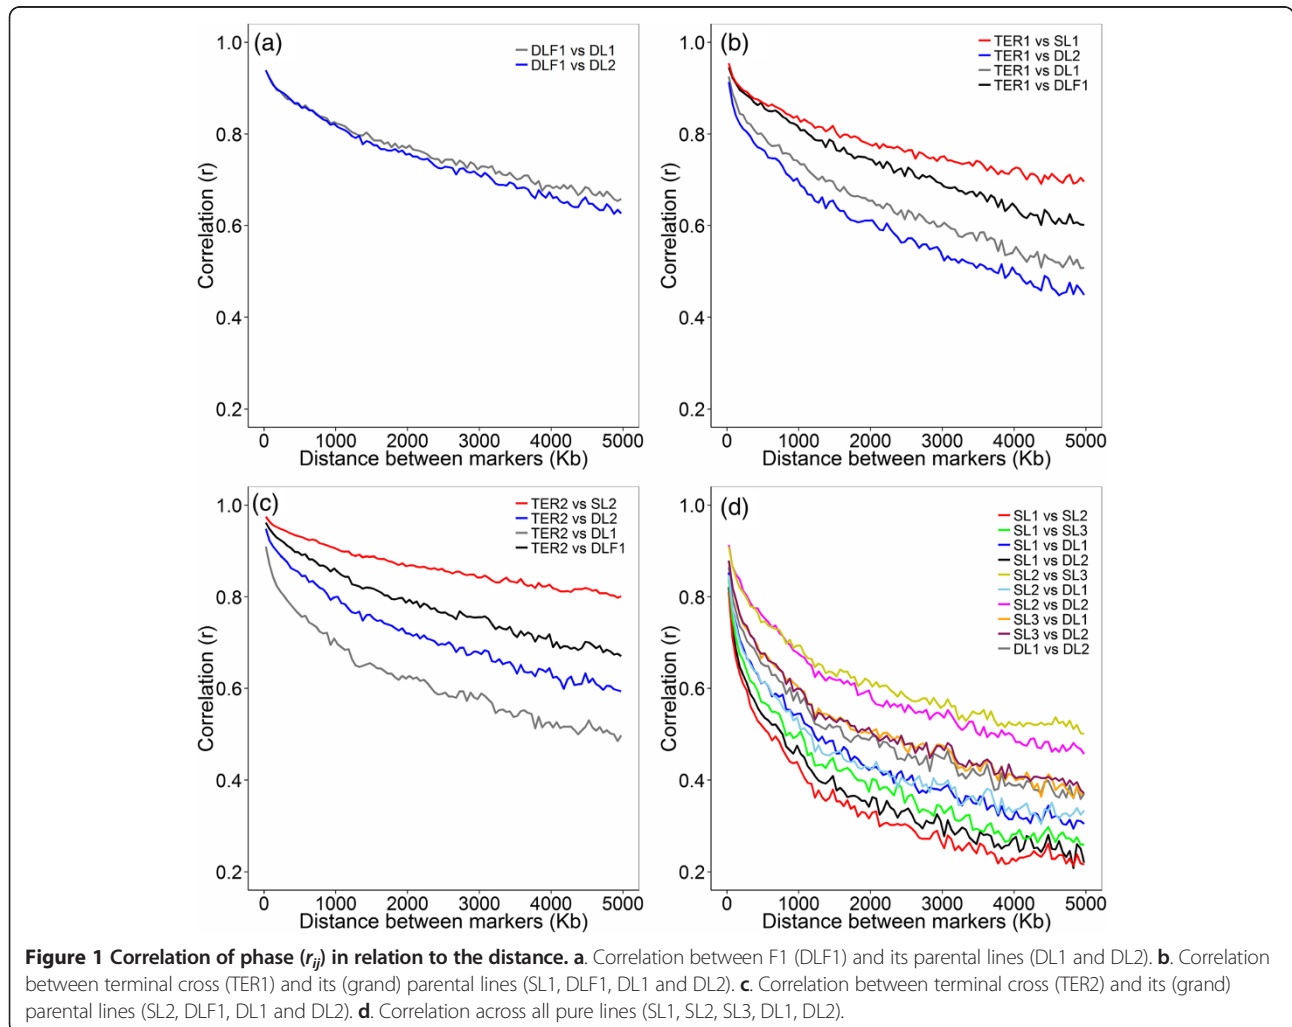 (a)
DLF1 vs DL1
DLF1 vs DL2
1.0
0.8
0.6
0.4
0.2
Correlation (r)
0 1000 2000 3000 4000 5000
Distance between markers (Kb)
(b)
TER1 vs SL1
TER1 vs DL2
TER1 vs DL1
TER1 vs DLF1
1.0
0.8
0.6
0.4
0.2
Correlation (r)
0 1000 2000 3000 4000 5000
Distance between markers (Kb)
(c)
TER2 vs SL2
TER2 vs DL2
TER2 vs DL1
TER2 vs DLF1
1.0
0.8
0.6
0.4
0.2
Correlation (r)
0 1000 2000 3000 4000 5000
Distance between markers (Kb)
(d)
SL1 vs SL2
SL1 vs SL3
SL1 vs DL1
SL1 vs DL2
SL2 vs SL3
SL2 vs DL1
SL2 vs DL2
SL3 vs DL1
SL3 vs DL2
DL1 vs DL2
1.0
0.8
0.6
0.4
0.2
Correlation (r)
0 1000 2000 3000 4000 5000
Distance between markers (Kb)
Figure 1 Correlation of phase (rij) in relation to the distance. a. Correlation between F1 (DLF1) and its parental lines (DL1 and DL2). b. Correlation
between terminal cross (TER1) and its (grand) parental lines (SL1, DLF1, DL1 and DL2). c. Correlation between terminal cross (TER2) and its (grand)
parental lines (SL2, DLF1, DL1 and DL2). d. Correlation across all pure lines (SL1, SL2, SL3, DL1, DL2).